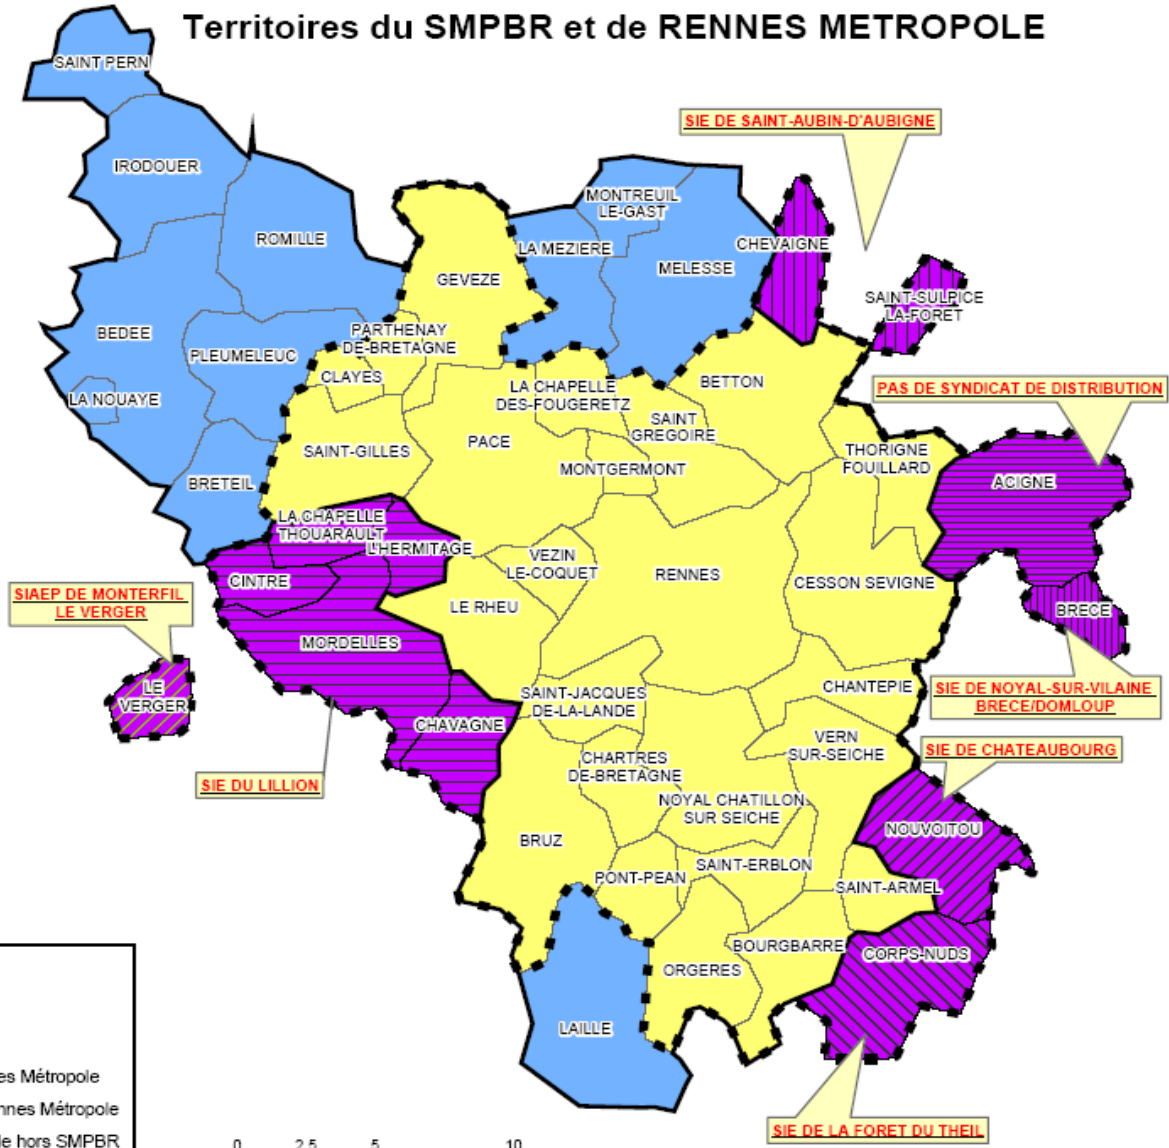 Territoires du SMPBR et de RENNES METROPOLE
SAINT PERN
SIE DE SAINT-AUBIN-D'AUBIGNE
IRODOUER
MONTREUIL
LE-GAST
ROMILLE
LA MEZIERE
CHEVAIGNE
MELESSE
GEVEZE
SAINT-SULPICE
LA-FORET
BEDEE
PARTHENAY
DE-BRETAGNE
PLEUMELEUC
CLAYES
LA CHAPELLE
DES-FOUGERETZ
BETTON
PAS DE SYNDICAT DE DISTRIBUTION
LA NOUAYE
SAINT
GREGOIRE
PACE
SAINT-GILLES
THORIGNE
FOUILLARD
MONTGERMONT
BRETEIL
ACIGNE
LA CHAPELLE
THOUARAULT
L'HERMITAGE
VEZIN
LE-COQUET
RENNES
CINTRE
CESSON SEVIGNE
SIAEP DE MONTERFIL
LE VERGER
LE RHEU
BRECE
MORDELLES
LE
VERGER
SAINT-JACQUES
DE-LA-LANDE
CHANTEPIE
SIE DE NOYAL-SUR-VILAINE
BRECE/DOMLOUP
CHAVAGNE
VERN
SUR-SEICHE
SIE DE CHATEAUBOURG
CHARTRES
DE-BRETAGNE
SIE DU LILLION
NOYAL CHATILLON
SUR SEICHE
NOUVOITOU
BRUZ
SAINT-ERBLON
PONT-PEAN
SAINT-ARMEL
BOURGBARRE
CORPS-NUDS
ORGERES
LAILLE
es Métropole
nnes Métropole
le hors SMPBR
0 2,5 5 10
SIE DE LA FORET DU THEIL